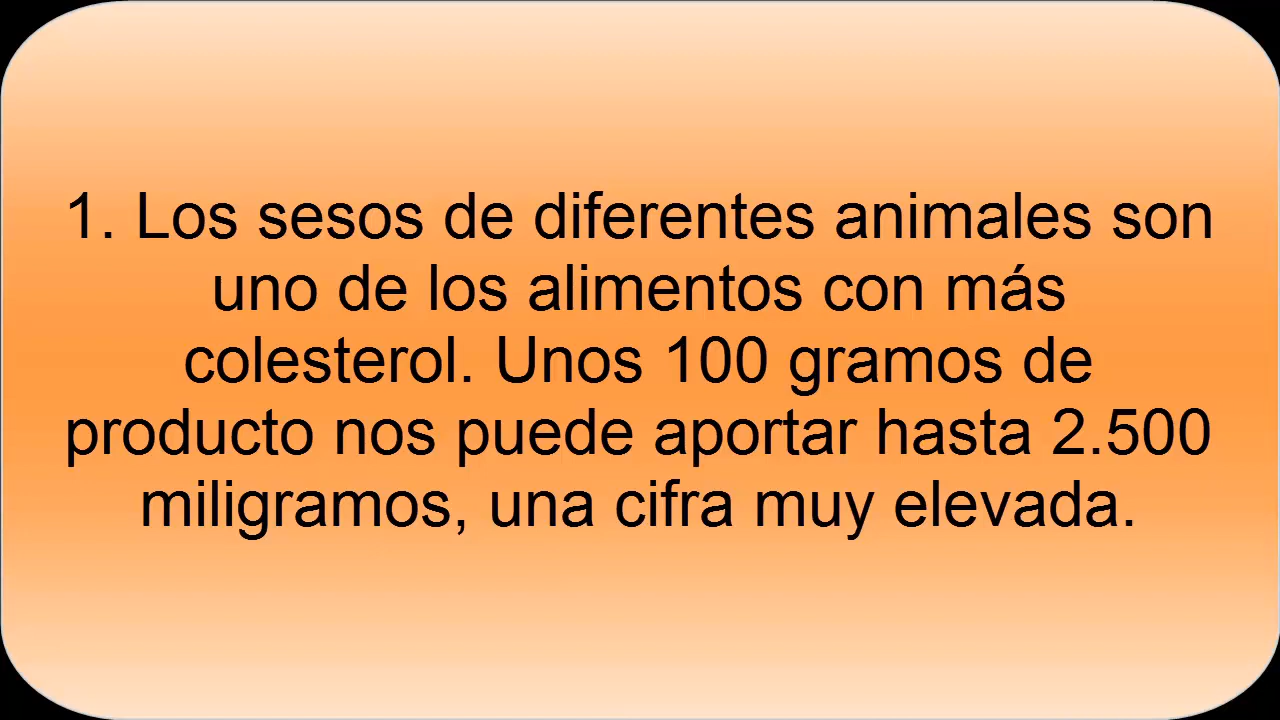 1. Los sesos de diferentes animales son
uno de los alimentos con más
colesterol. Unos 100 gramos de
producto nos puede aportar hasta 2.500
miligramos, una cifra muy elevada.